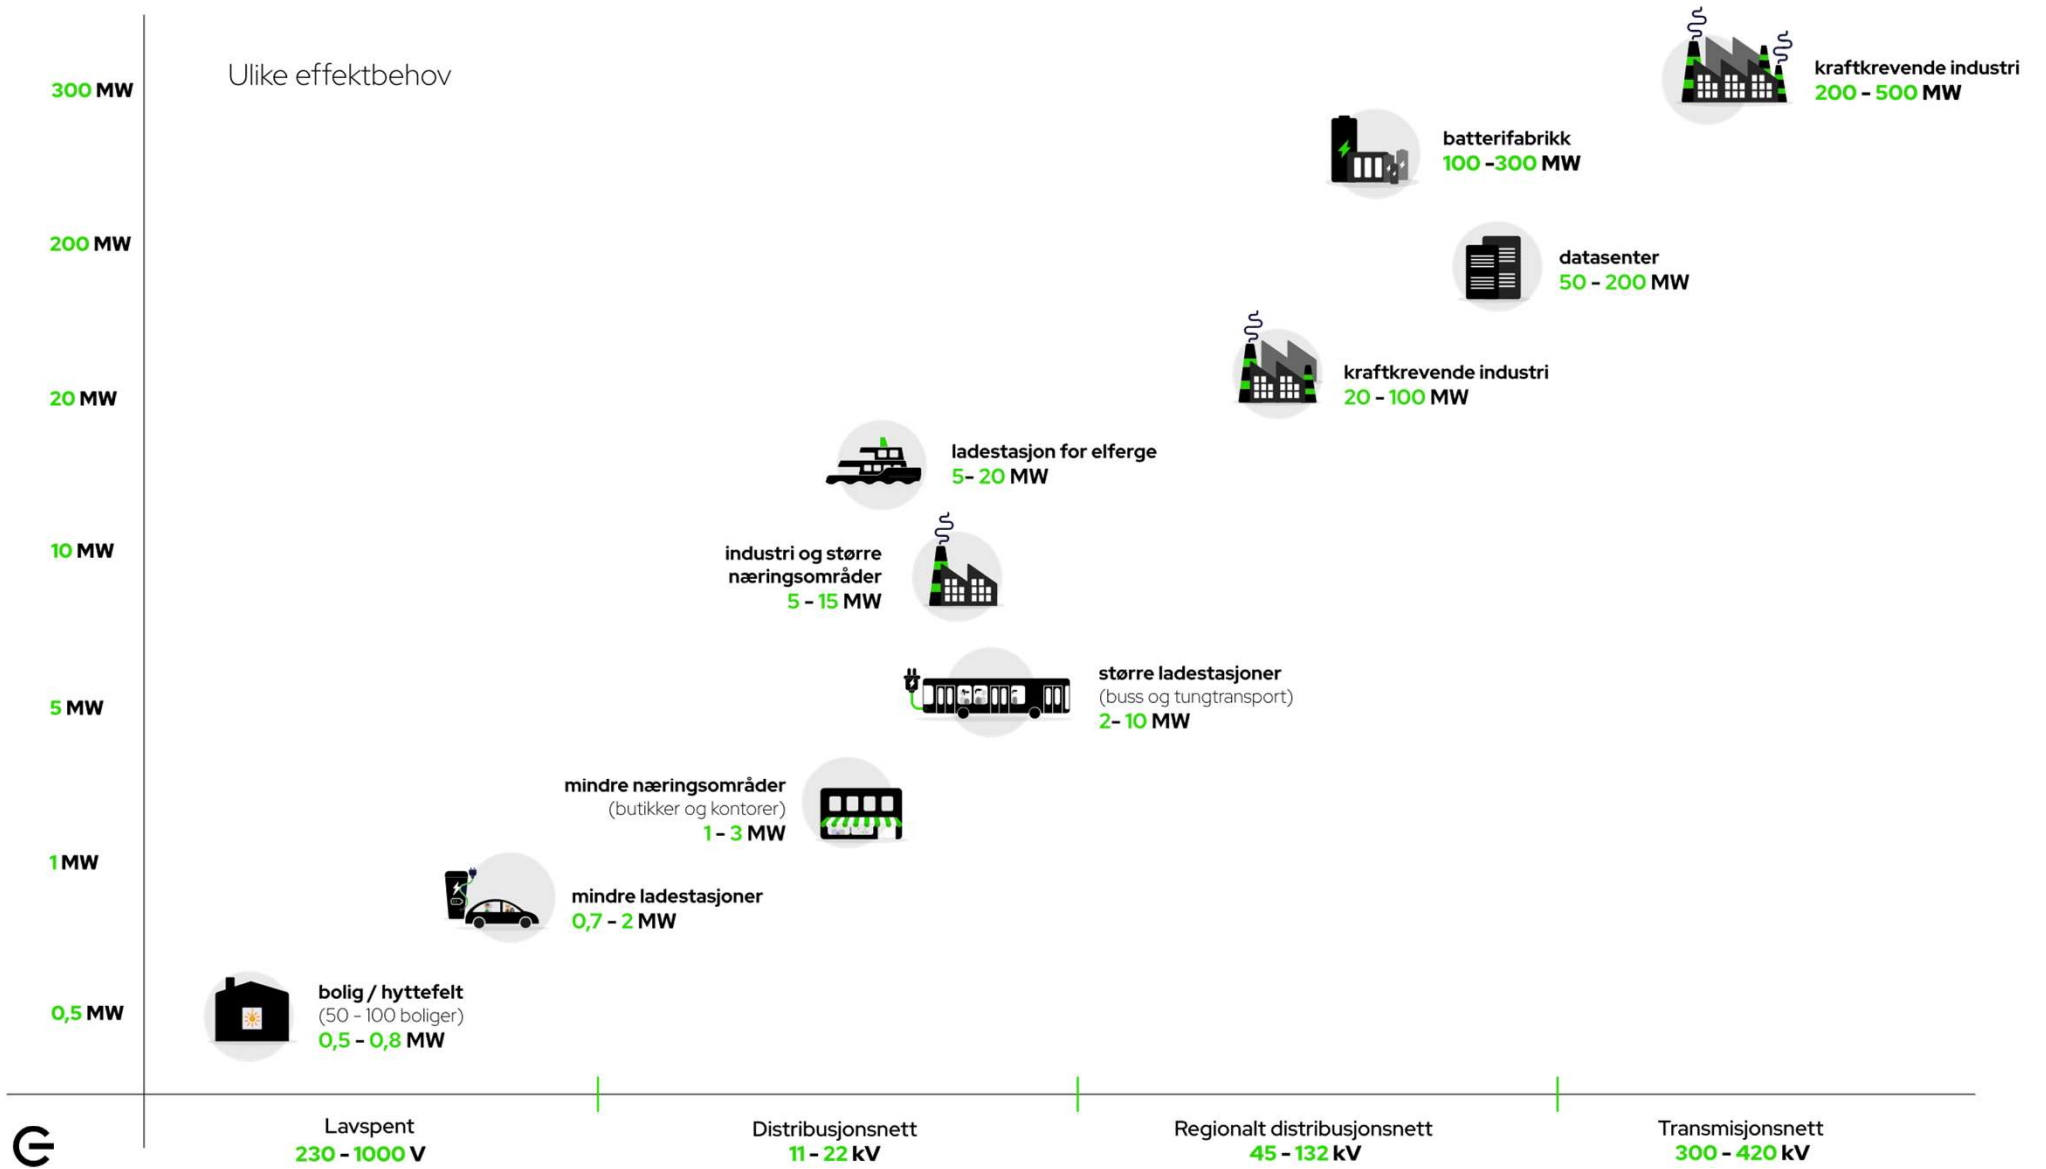 Ulike effektbehov
300 MW
200 MW
20 MW
10 MW
5 MW
1 MW
0,5 MW
kraftkrevende industri
200 - 500 MW
batterifabrikk
100 -300 MW
datasenter
50 - 200 MW
kraftkrevende industri
20 - 100 MW
ladestasjon for elferge
5- 20 MW
industri og større
næringsområder
5 - 15 MW
større ladestasjoner
(buss og tungtransport)
2- 10 MW
mindre næringsområder
(butikker og kontorer)
1 - 3 MW
mindre ladestasjoner
0,7 - 2 MW
bolig / hyttefelt
(50 - 100 boliger)
0,5 - 0,8 MW
Lavspent
230 - 1000 V
Distribusjonsnett
11 - 22 kV
Regionalt distribusjonsnett
45 - 132 kV
Transmisjonsnett
300 - 420 kV